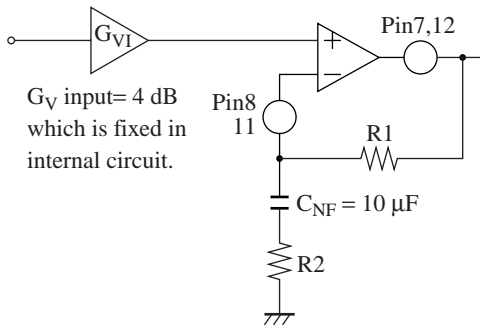 G_VI
+
−
Pin7,12
G_V input= 4 dB
which is fixed in
internal circuit.
Pin8
11
R1
C_NF = 10 μF
R2